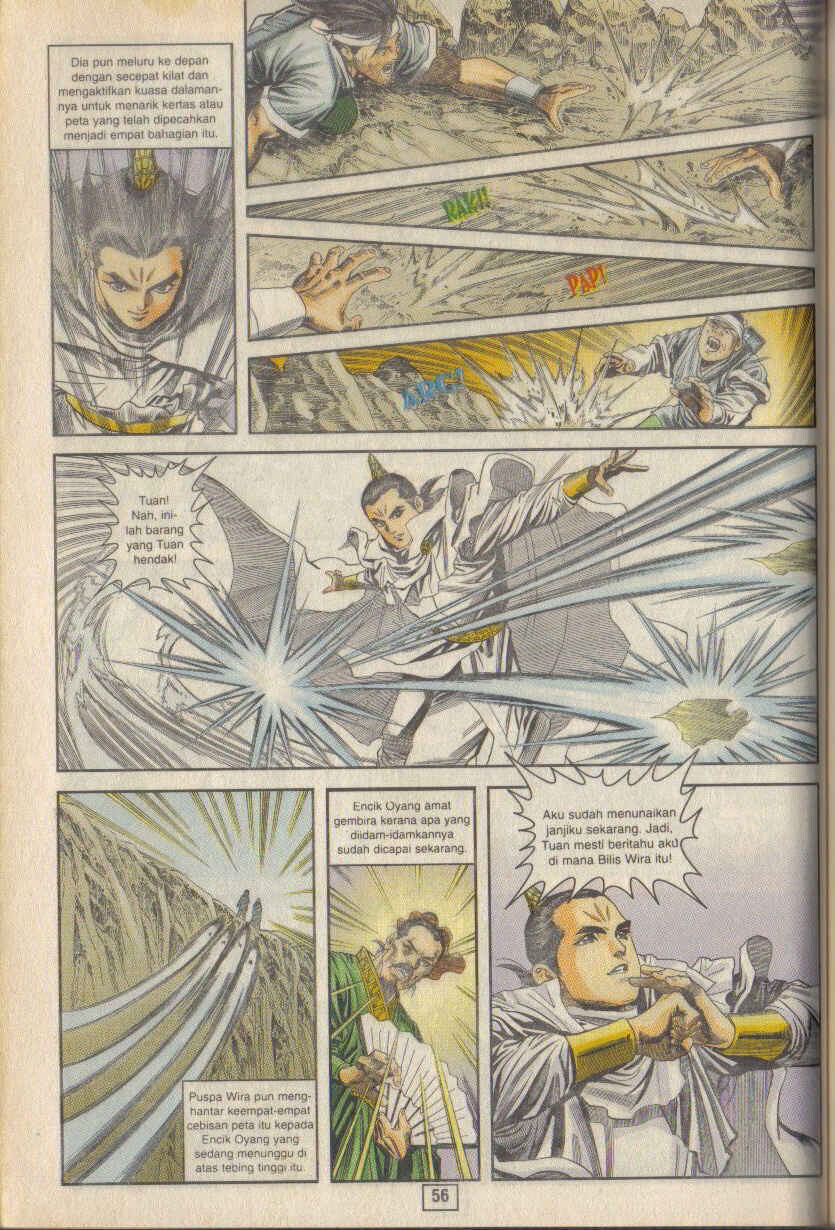 Dia pun meluru ke depan
dengan secepat kilat dan
mengaktifkan kuasa dalaman-
nya untuk menarik kertas atau
peta yang telah dipecahkan
menjadi empat bahagian itu.
PAP!
Tuan!
Nah, ini-
lah barang
yang Tuan
hendak!
Puspa Wira pun meng-
hantar keempat-empat
cebisan peta itu kepada
Encik Oyang yang
sedang menunggu di
atas tebing tinggi itu.
Encik Oyang amat
gembira kerana apa yang
diidam-idamkannya
sudah dicapai sekarang.
Aku sudah menunaikan
janjiku sekarang. Jadi,
Tuan mesti beritahu aku
di mana Bilis Wira itu!
56